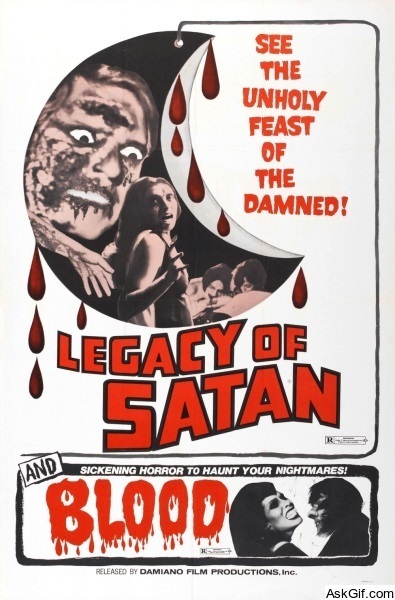 SEE
THE
UNHOLY
FEAST
OF
THE
DAMNED!
LEGACY OF
SATAN
R
AND
SICKENING HORROR TO HAUNT YOUR NIGHTMARES!
BLOOD
R
RELEASED BY DAMIANO FILM PRODUCTIONS, Inc.
AskGif.com